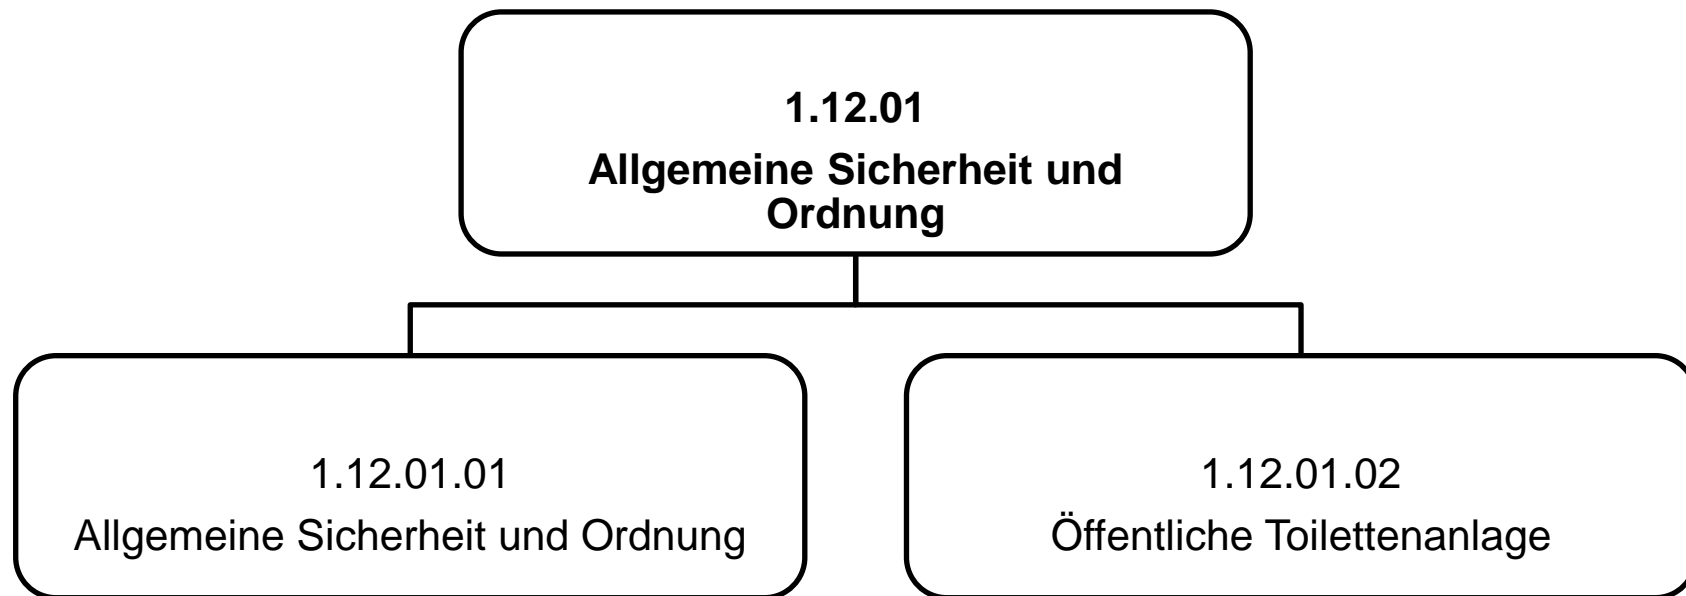 1.12.01
Allgemeine Sicherheit und
Ordnung
1.12.01.01
Allgemeine Sicherheit und Ordnung
1.12.01.02
Öffentliche Toilettenanlage